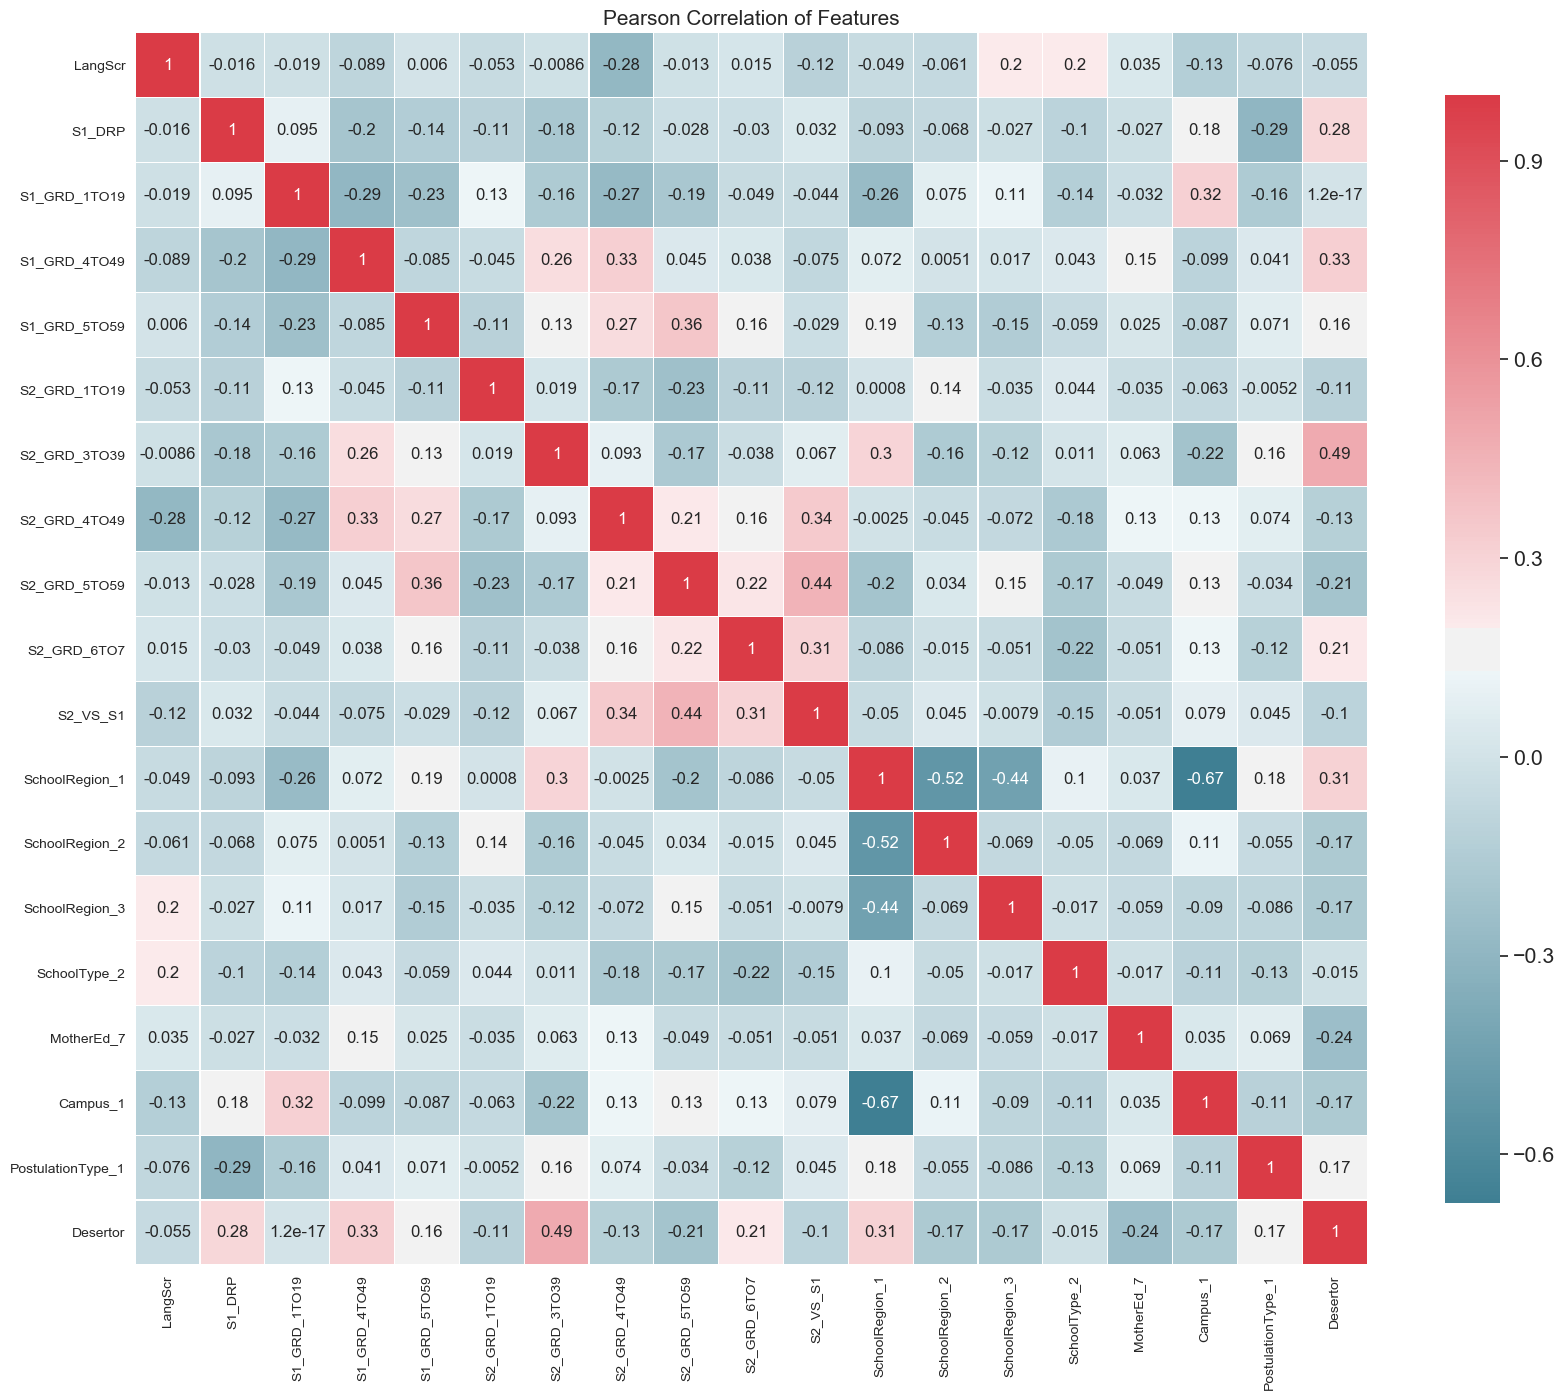 Pearson Correlation of Features
LangScr 1 -0.016 -0.019 -0.089 0.006 -0.053 -0.0086 -0.28 -0.013 0.015 -0.12 -0.049 -0.061 0.2 0.2 0.035 -0.13 -0.076 -0.055
S1_DRP -0.016 1 0.095 -0.2 -0.14 -0.11 -0.18 -0.12 -0.028 -0.03 0.032 -0.093 -0.068 -0.027 -0.1 -0.027 0.18 -0.29 0.28
S1_GRD_1TO19 -0.019 0.095 1 -0.29 -0.23 0.13 -0.16 -0.27 -0.19 -0.049 -0.044 -0.26 0.075 0.11 -0.14 -0.032 0.32 -0.16 1.2e-17
S1_GRD_4TO49 -0.089 -0.2 -0.29 1 -0.085 -0.045 0.26 0.33 0.045 0.038 -0.075 0.072 0.0051 0.017 0.043 0.15 -0.099 0.041 0.33
S1_GRD_5TO59 0.006 -0.14 -0.23 -0.085 1 -0.11 0.13 0.27 0.36 0.16 -0.029 0.19 -0.13 -0.15 -0.059 0.025 -0.087 0.071 0.16
S2_GRD_1TO19 -0.053 -0.11 0.13 -0.045 -0.11 1 0.019 -0.17 -0.23 -0.11 -0.12 0.0008 0.14 -0.035 0.044 -0.035 -0.063 -0.0052 -0.11
S2_GRD_3TO39 -0.0086 -0.18 -0.16 0.26 0.13 0.019 1 0.093 -0.17 -0.038 0.067 0.3 -0.16 -0.12 0.011 0.063 -0.22 0.16 0.49
S2_GRD_4TO49 -0.28 -0.12 -0.27 0.33 0.27 -0.17 0.093 1 0.21 0.16 0.34 -0.0025 -0.045 -0.072 -0.18 0.13 0.13 0.074 -0.13
S2_GRD_5TO59 -0.013 -0.028 -0.19 0.045 0.36 -0.23 -0.17 0.21 1 0.22 0.44 -0.2 0.034 0.15 -0.17 -0.049 0.13 -0.034 -0.21
S2_GRD_6TO7 0.015 -0.03 -0.049 0.038 0.16 -0.11 -0.038 0.16 0.22 1 0.31 -0.086 -0.015 -0.051 -0.22 -0.051 0.13 -0.12 0.21
S2_VS_S1 -0.12 0.032 -0.044 -0.075 -0.029 -0.12 0.067 0.34 0.44 0.31 1 -0.05 0.045 -0.0079 -0.15 -0.051 0.079 0.045 -0.1
SchoolRegion_1 -0.049 -0.093 -0.26 0.072 0.19 0.0008 0.3 -0.0025 -0.2 -0.086 -0.05 1 -0.52 -0.44 0.1 0.037 -0.67 0.18 0.31
SchoolRegion_2 -0.061 -0.068 0.075 0.0051 -0.13 0.14 -0.16 -0.045 0.034 -0.015 0.045 -0.52 1 -0.069 -0.05 -0.069 0.11 -0.055 -0.17
SchoolRegion_3 0.2 -0.027 0.11 0.017 -0.15 -0.035 -0.12 -0.072 0.15 -0.051 -0.0079 -0.44 -0.069 1 -0.017 -0.059 -0.09 -0.086 -0.17
SchoolType_2 0.2 -0.1 -0.14 0.043 -0.059 0.044 0.011 -0.18 -0.17 -0.22 -0.15 0.1 -0.05 -0.017 1 -0.017 -0.11 -0.13 -0.015
MotherEd_7 0.035 -0.027 -0.032 0.15 0.025 -0.035 0.063 0.13 -0.049 -0.051 -0.051 0.037 -0.069 -0.059 -0.017 1 0.035 0.069 -0.24
Campus_1 -0.13 0.18 0.32 -0.099 -0.087 -0.063 -0.22 0.13 0.13 0.13 0.079 -0.67 0.11 -0.09 -0.11 0.035 1 -0.11 -0.17
PostulationType_1 -0.076 -0.29 -0.16 0.041 0.071 -0.0052 0.16 0.074 -0.034 -0.12 0.045 0.18 -0.055 -0.086 -0.13 0.069 -0.11 1 0.17
Desertor -0.055 0.28 1.2e-17 0.33 0.16 -0.11 0.49 -0.13 -0.21 0.21 -0.1 0.31 -0.17 -0.17 -0.015 -0.24 -0.17 0.17 1
LangScr
S1_DRP
S1_GRD_1TO19
S1_GRD_4TO49
S1_GRD_5TO59
S2_GRD_1TO19
S2_GRD_3TO39
S2_GRD_4TO49
S2_GRD_5TO59
S2_GRD_6TO7
S2_VS_S1
SchoolRegion_1
SchoolRegion_2
SchoolRegion_3
SchoolType_2
MotherEd_7
Campus_1
PostulationType_1
Desertor
0.9
0.6
0.3
0.0
−0.3
−0.6